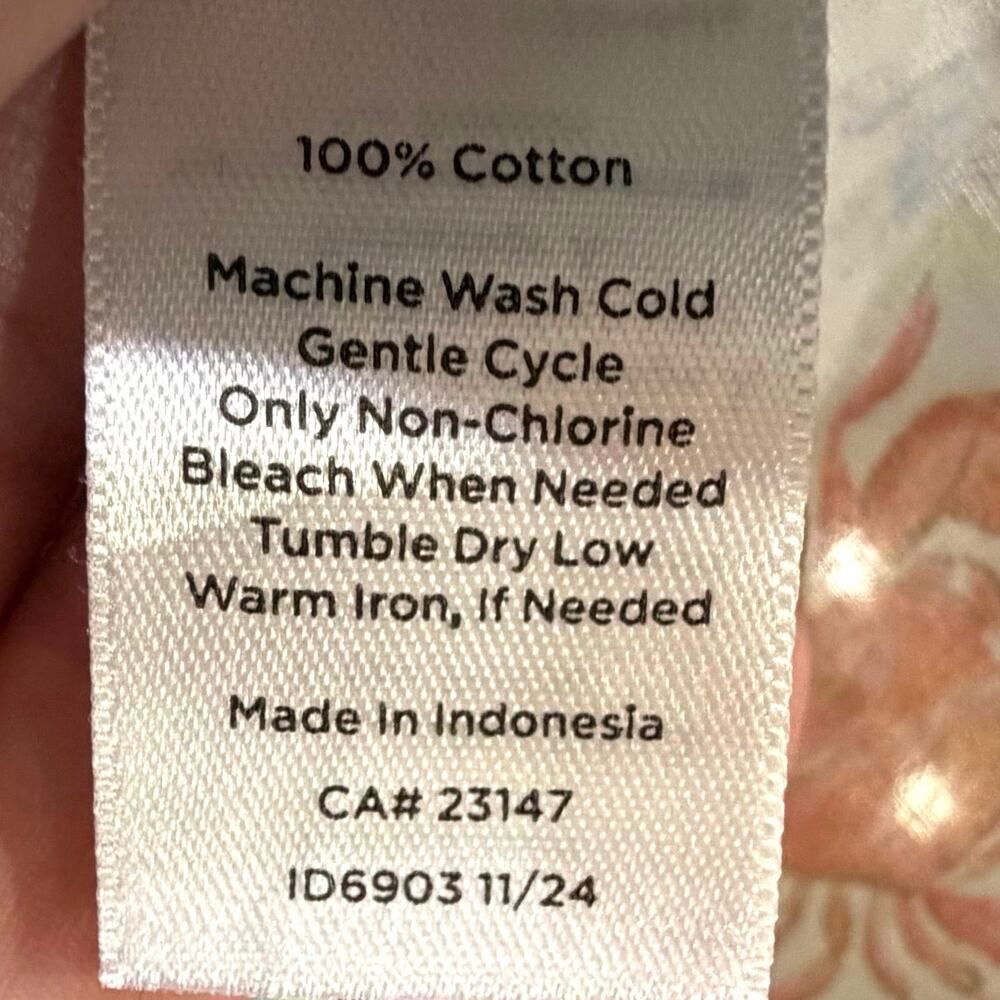 100% Cotton
Machine Wash Cold
Gentle Cycle
Only Non-Chlorine
Bleach When Needed
Tumble Dry Low
Warm Iron, If Needed
Made In Indonesia
CA# 23147
ID6903 11/24